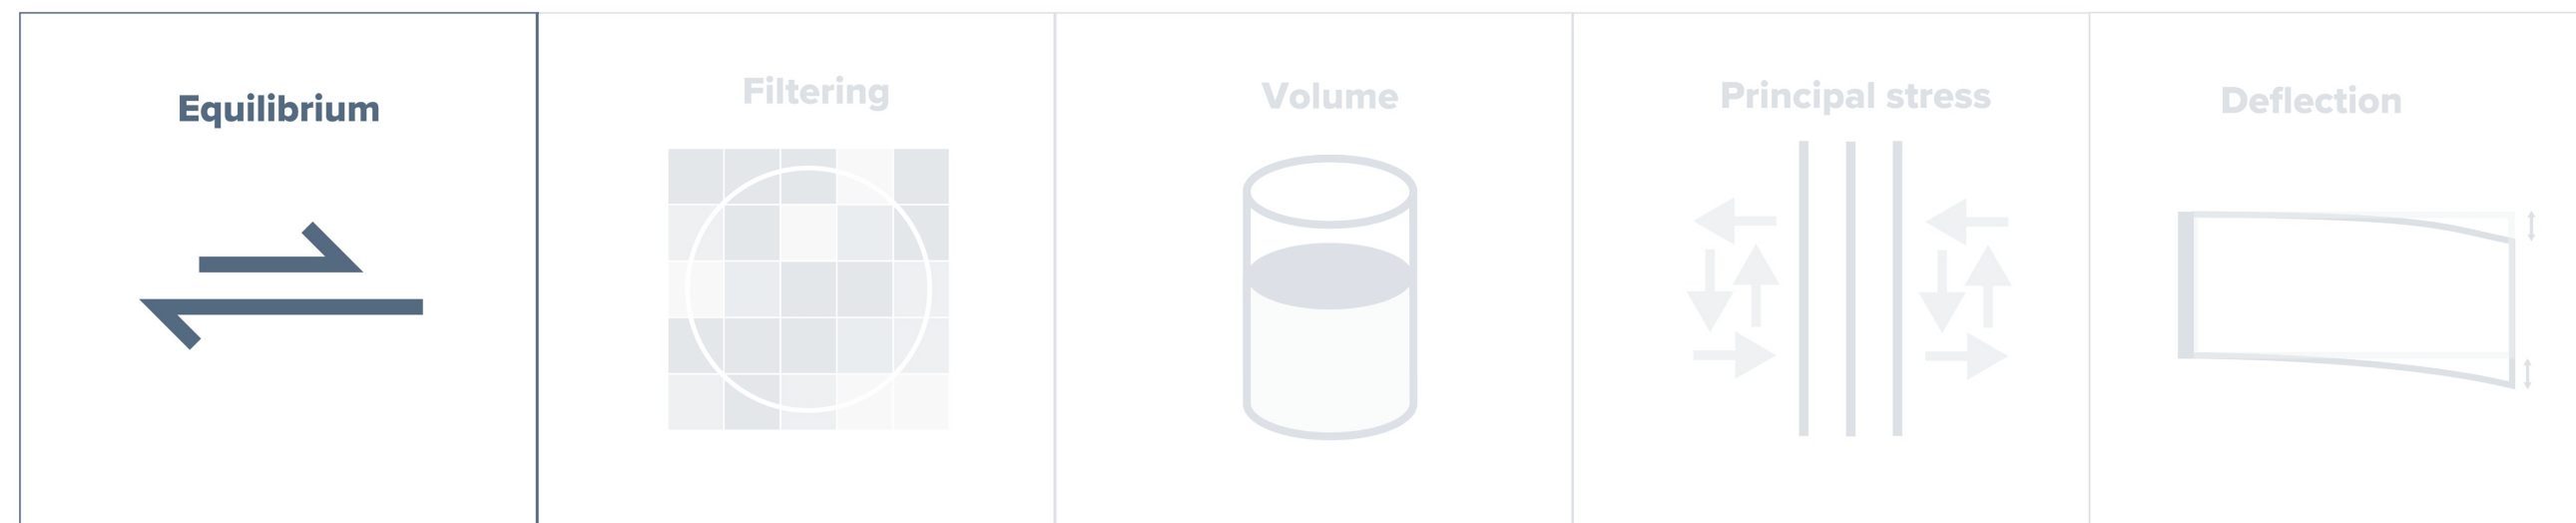 Equilibrium
Filtering
Volume
Principal stress
Deflection